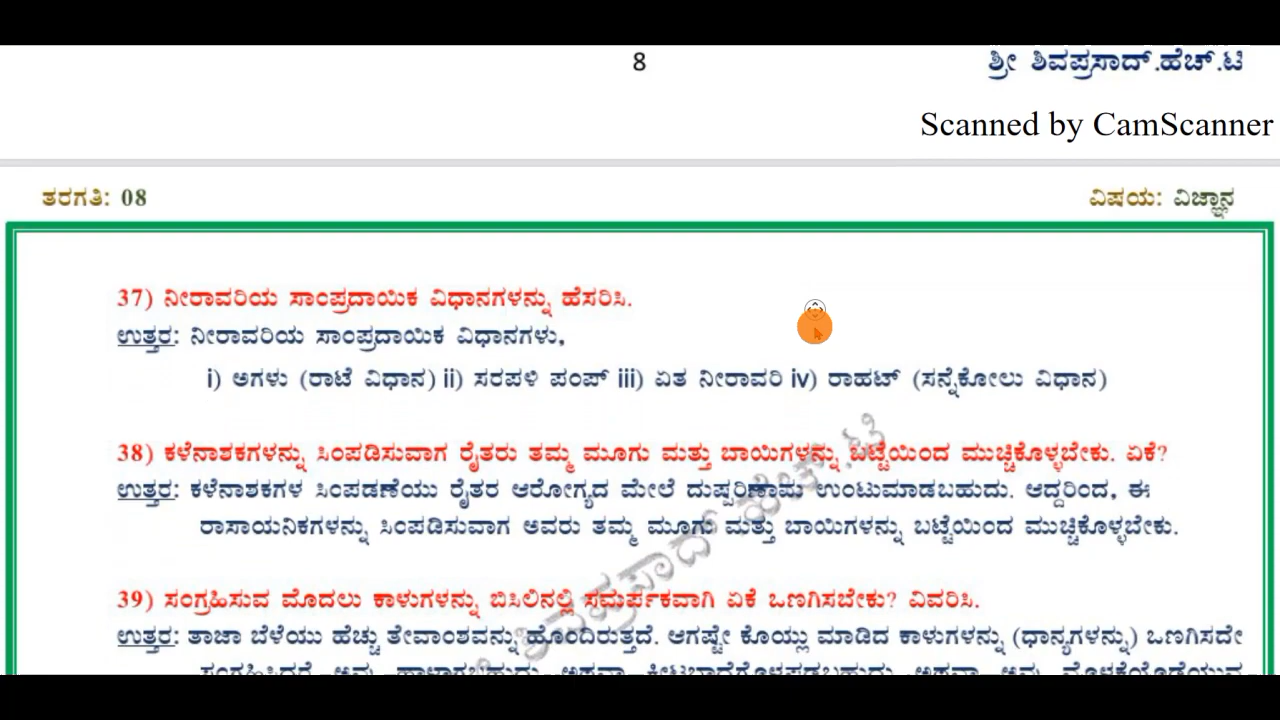 8
ಶ್ರೀ ಶಿವಪ್ರಸಾದ್.ಹೆಚ್.ಟಿ
Scanned by CamScanner
ತರಗತಿ: 08
ವಿಷಯ: ವಿಜ್ಞಾನ
37) ನೀರಾವರಿಯ ಸಾಂಪ್ರದಾಯಿಕ ವಿಧಾನಗಳನ್ನು ಹೆಸರಿಸಿ.
ಉತ್ತರ: ನೀರಾವರಿಯ ಸಾಂಪ್ರದಾಯಿಕ ವಿಧಾನಗಳು,
i) ಅಗಳು (ರಾಟೆ ವಿಧಾನ) ii) ಸರಪಳಿ ಪಂಪ್ iii) ಏತ ನೀರಾವರಿ iv) ರಾಹಟ್ (ಸನ್ನೆಕೋಲು ವಿಧಾನ)
38) ಕಳೆನಾಶಕಗಳನ್ನು ಸಿಂಪಡಿಸುವಾಗ ರೈತರು ತಮ್ಮ ಮೂಗು ಮತ್ತು ಬಾಯಿಗಳನ್ನು ಬಟ್ಟೆಯಿಂದ ಮುಚ್ಚಿಕೊಳ್ಳಬೇಕು. ಏಕೆ?
ಉತ್ತರ: ಕಳೆನಾಶಕಗಳ ಸಿಂಪಡಣೆಯು ರೈತರ ಆರೋಗ್ಯದ ಮೇಲೆ ದುಷ್ಪರಿಣಾಮ ಉಂಟುಮಾಡಬಹುದು. ಆದ್ದರಿಂದ, ಈ
ರಾಸಾಯನಿಕಗಳನ್ನು ಸಿಂಪಡಿಸುವಾಗ ಅವರು ತಮ್ಮ ಮೂಗು ಮತ್ತು ಬಾಯಿಗಳನ್ನು ಬಟ್ಟೆಯಿಂದ ಮುಚ್ಚಿಕೊಳ್ಳಬೇಕು.
39) ಸಂಗ್ರಹಿಸುವ ಮೊದಲು ಕಾಳುಗಳನ್ನು ಬಿಸಿಲಿನಲ್ಲಿ ಸಮರ್ಪಕವಾಗಿ ಏಕೆ ಒಣಗಿಸಬೇಕು? ವಿವರಿಸಿ.
ಉತ್ತರ: ತಾಜಾ ಬೆಳೆಯು ಹೆಚ್ಚು ತೇವಾಂಶವನ್ನು ಹೊಂದಿರುತ್ತದೆ. ಆಗಷ್ಟೇ ಕೊಯ್ಲು ಮಾಡಿದ ಕಾಳುಗಳನ್ನು (ಧಾನ್ಯಗಳನ್ನು) ಒಣಗಿಸದೇ